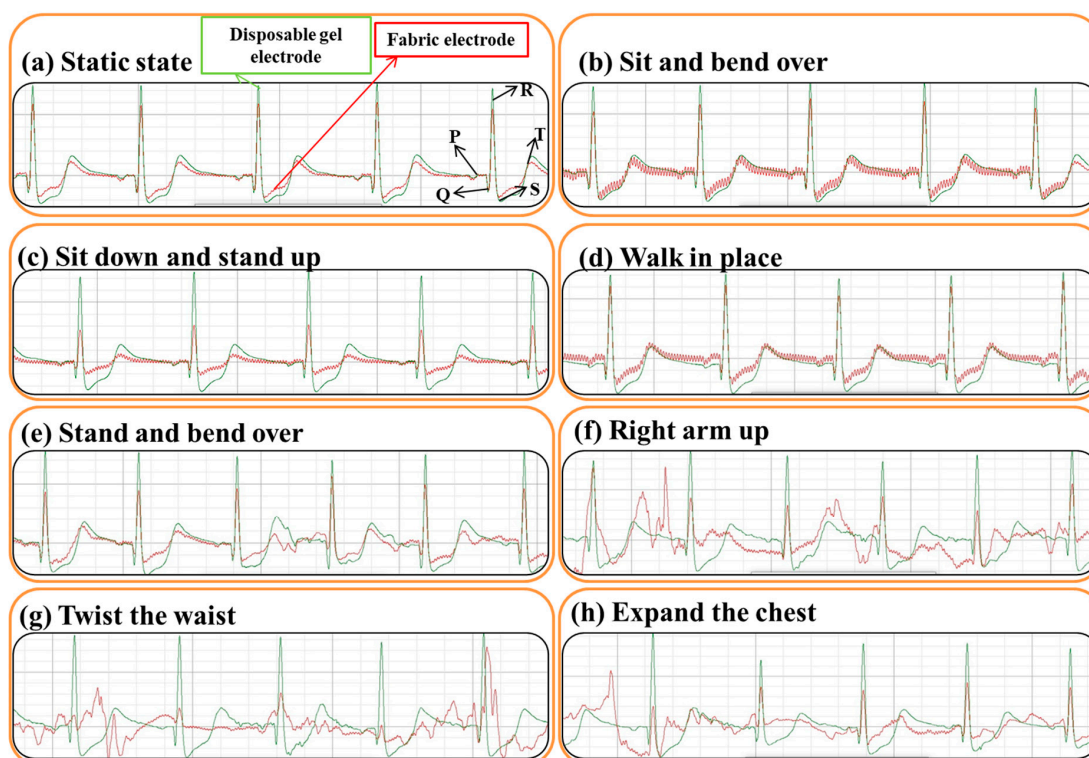 (a) Static state
Disposable gel
electrode
Fabric electrode
R
P
T
Q
S
(b) Sit and bend over
(c) Sit down and stand up
(d) Walk in place
(e) Stand and bend over
(f) Right arm up
(g) Twist the waist
(h) Expand the chest